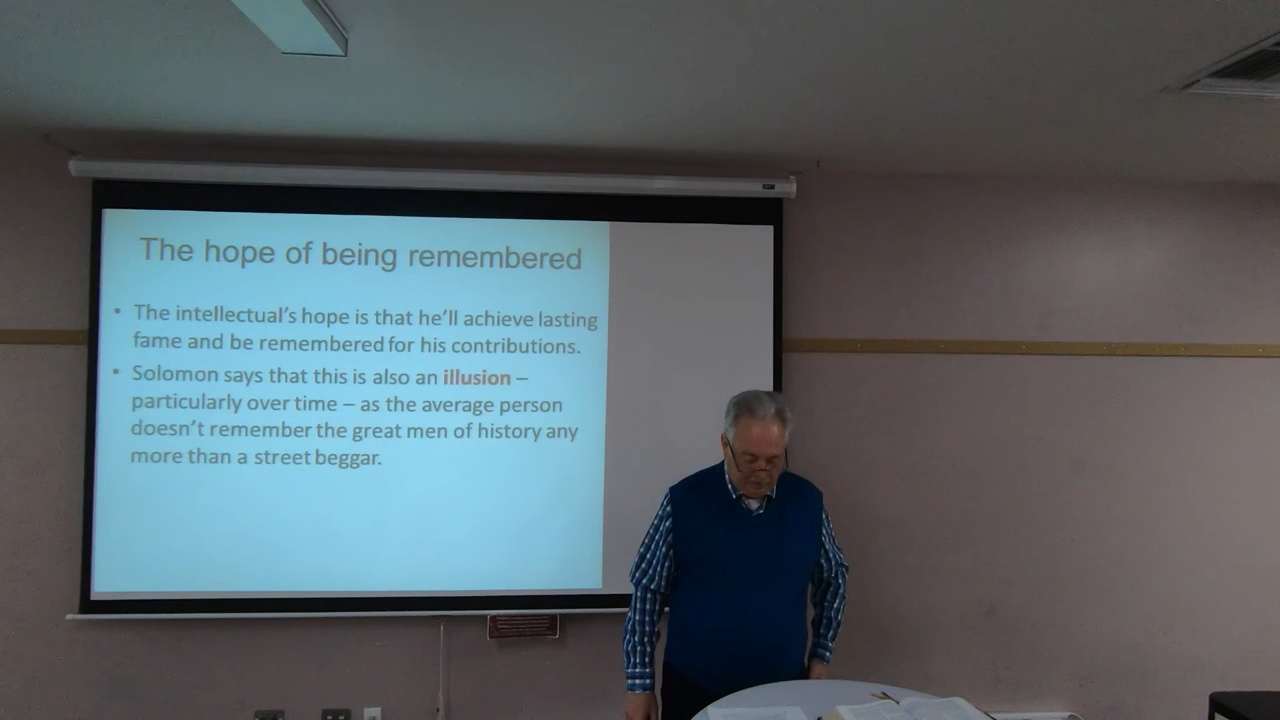 The hope of being remembered
• The intellectual’s hope is that he’ll achieve lasting
fame and be remembered for his contributions.
• Solomon says that this is also an illusion –
particularly over time – as the average person
doesn’t remember the great men of history any
more than a street beggar.